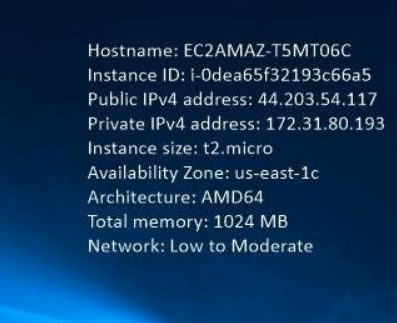 Hostname: EC2AMAZ-T5MT06C
Instance ID: i-0dea65f32193c66a5
Public IPv4 address: 44.203.54.117
Private IPv4 address: 172.31.80.193
Instance size: t2.micro
Availability Zone: us-east-1c
Architecture: AMD64
Total memory: 1024 MB
Network: Low to Moderate